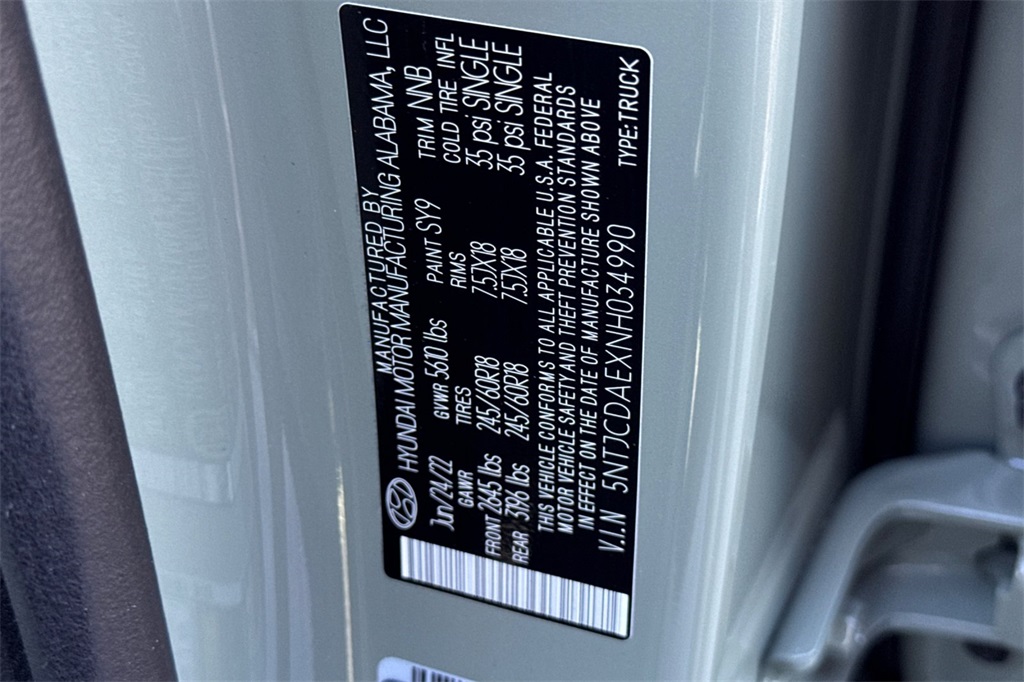 MANUFACTURED BY
HYUNDAI MOTOR MANUFACTURING ALABAMA, LLC
Jun/24/22 GVWR 5610 lbs PAINT SY9 TRIM NNB
GAWR TIRES RIMS COLD TIRE INFL
FRONT 2645 lbs 245/60R18 7.5JX18 35 psi SINGLE
REAR 3196 lbs 245/60R18 7.5JX18 35 psi SINGLE
THIS VEHICLE CONFORMS TO ALL APPLICABLE U.S.A. FEDERAL
MOTOR VEHICLE SAFETY AND THEFT PREVENTION STANDARDS
IN EFFECT ON THE DATE OF MANUFACTURE SHOWN ABOVE
V.I.N 5NTJCDAEXNH034990 TYPE:TRUCK